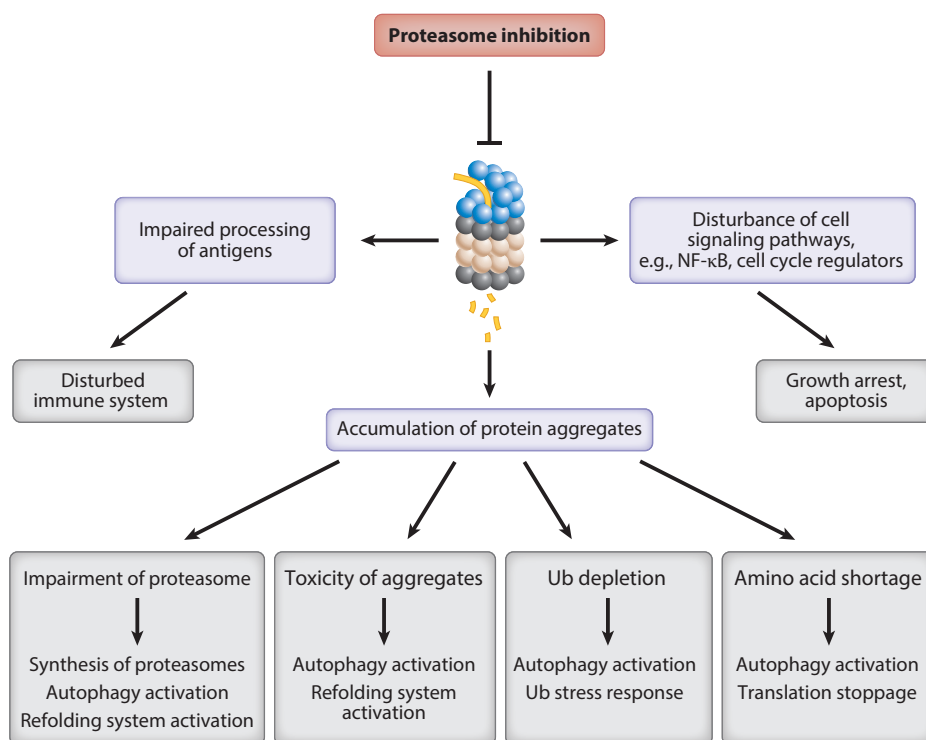 Proteasome inhibition
Impaired processing
of antigens
Disturbance of cell
signaling pathways,
e.g., NF-κB, cell cycle regulators
Disturbed
immune system
Growth arrest,
apoptosis
Accumulation of protein aggregates
Impairment of proteasome
Synthesis of proteasomes
Autophagy activation
Refolding system activation
Toxicity of aggregates
Autophagy activation
Refolding system
activation
Ub depletion
Autophagy activation
Ub stress response
Amino acid shortage
Autophagy activation
Translation stoppage